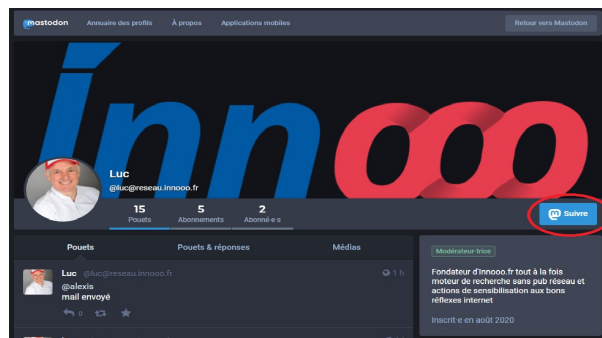 mastodon Annuaire des profils À propos Applications mobiles Retour vers Mastodon
innooo
Luc
@luc@reseau.innooo.fr
15 5 2
Pouets Abonnements Abonné·e·s
Suivre
Pouets Pouets & réponses Médias
Luc @luc@reseau.innooo.fr 1 h
@alexis
mail envoyé
0
Modérateur·trice
Fondateur d'Innooo.fr tout à la fois
moteur de recherche sans pub réseau et
actions de sensibilisation aux bons
réflexes internet
Inscrit·e en août 2020